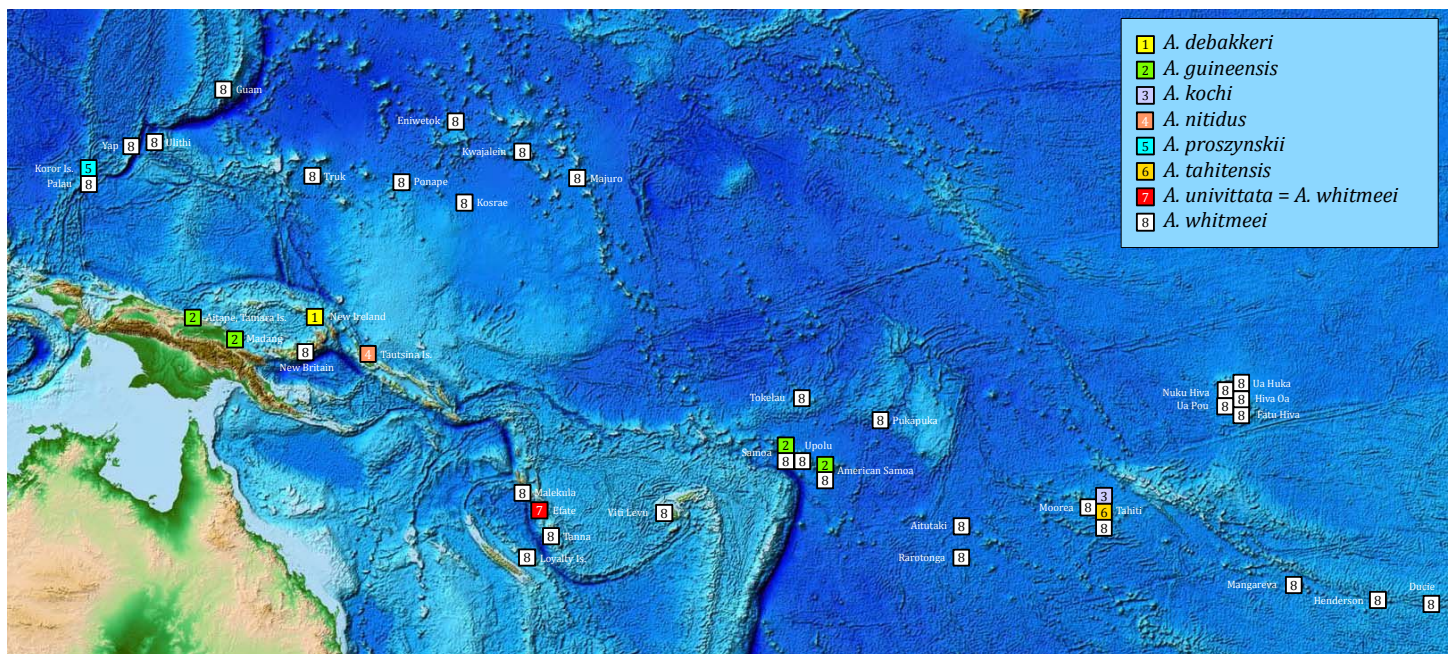 1 A. debakkeri
2 A. guineensis
3 A. kochi
4 A. nitidus
5 A. proszynskii
6 A. tahitensis
7 A. univittata = A. whitmeei
8 A. whitmeei
8 Guam
Eniwetok 8
Yap 8
8 Ulithi
Kwajalein 8
Koror Is. 5
Palau 8
8 Truk
8 Ponape
8 Majuro
8 Kosrae
2 Aitape, Tamara Is.
1 New Ireland
2 Madang
8
New Britain
4 Tautsina Is.
Tokelau 8
8 Pukapuka
Nuku Hiva 8
8 Ua Huka
Ua Pou 8
8 Hiva Oa
8 Fatu Hiva
2 Upolu
Samoa 8 8
2 American Samoa
8
8 Malekula
7 Efate
Viti Levu 8
8 Tanna
8 Loyalty Is.
Aitutaki 8
Rarotonga 8
3
Moorea 8
6 Tahiti
8
Mangareva 8
Henderson 8
Ducie
8